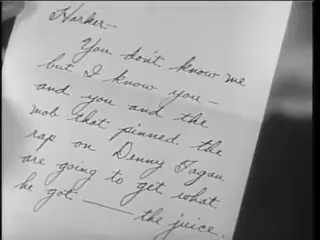 Harker—
You don't know me
but I know you—
and you and the
mob that pinned the
rap on Denny Fagan
are going to get what
he got — the juice.